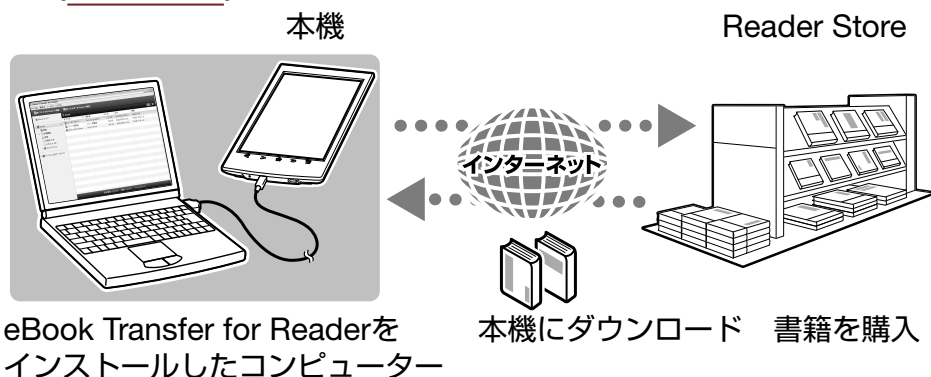 本機
Reader Store
インターネット
eBook Transfer for Readerを
インストールしたコンピューター
本機にダウンロード
書籍を購入